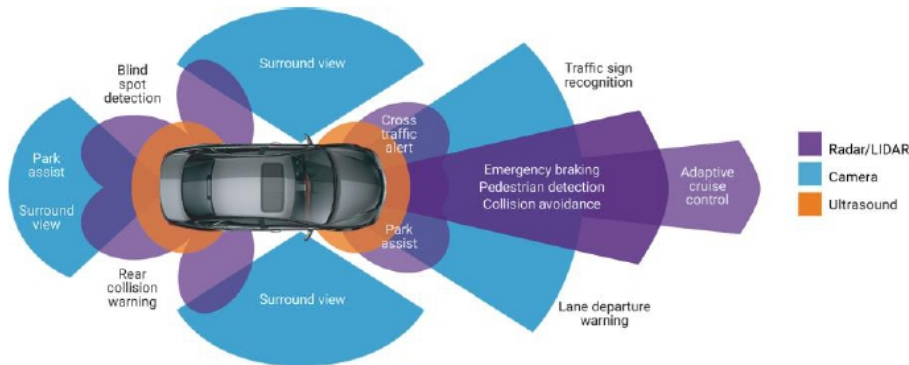 Blind
spot
detection
Surround view
Traffic sign
recognition
Park
assist
Surround
view
Cross
traffic
alert
Emergency braking
Pedestrian detection
Collision avoidance
Adaptive
cruise
control
Radar/LIDAR
Camera
Ultrasound
Park
assist
Rear
collision
warning
Surround view
Lane departure
warning